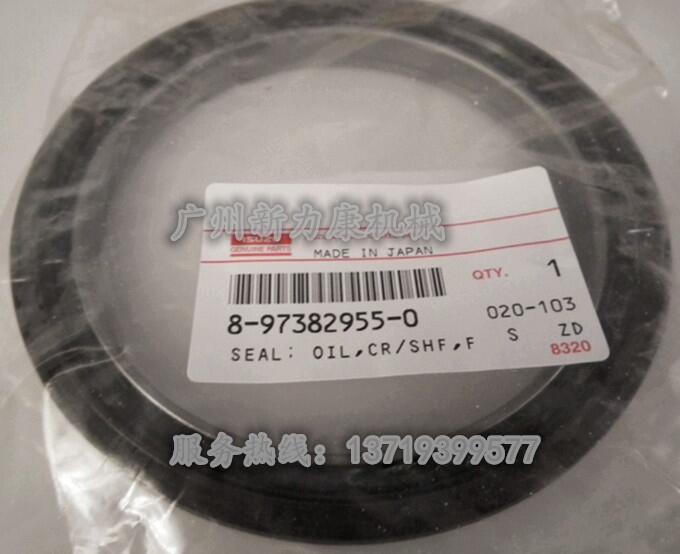 广州新力康机械
ISUZU
GENUINE PARTS
MADE IN JAPAN
QTY. 1
8-97382955-0
020-103
SEAL: OIL,CR/SHF,F
S ZD
8320
服务热线：13719399577